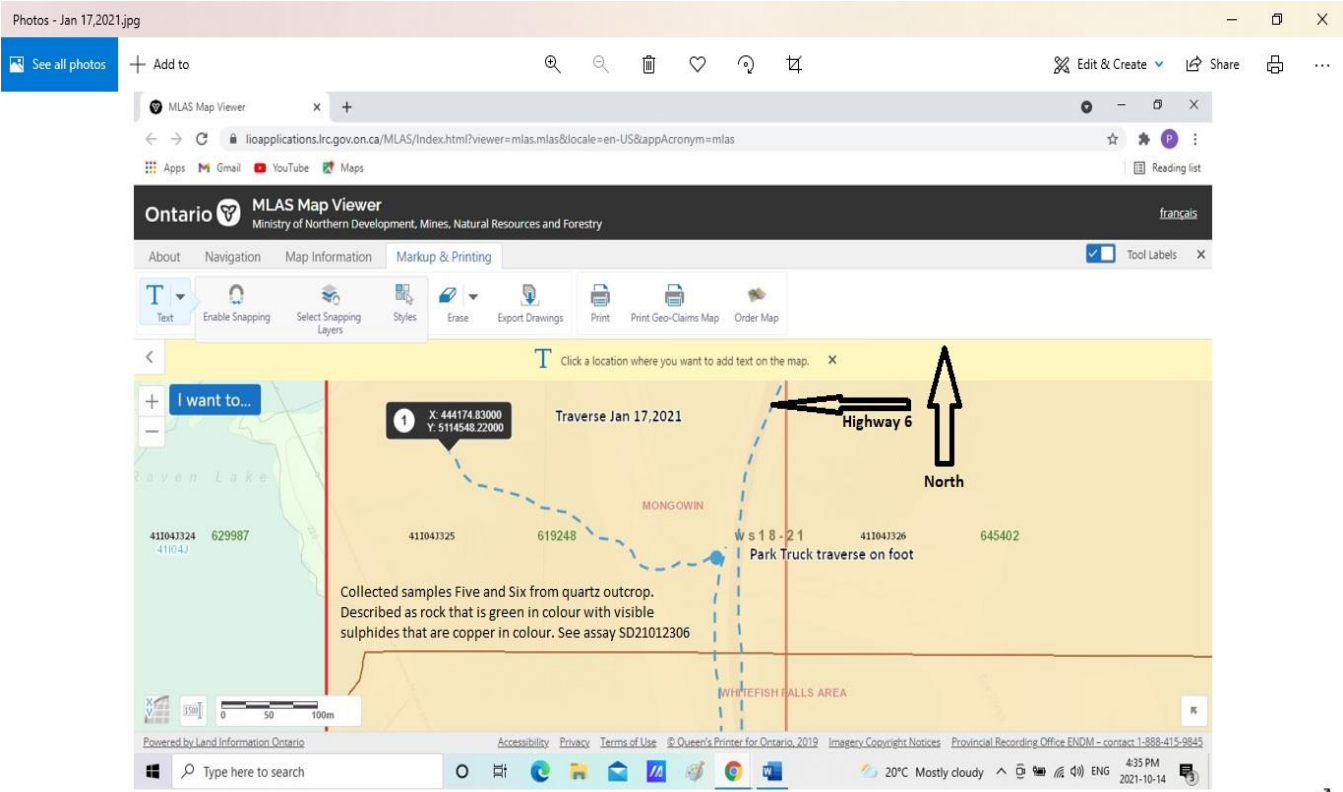 Photos - Jan 17,2021.jpg
See all photos
Add to
Edit & Create
Share
MLAS Map Viewer
lioapplications.lrc.gov.on.ca/MLAS/Index.html?viewer=mlas.mlas&locale=en-US&appAcronym=mlas
Apps Gmail YouTube Maps
Reading list
Ontario
MLAS Map Viewer
Ministry of Northern Development, Mines, Natural Resources and Forestry
français
About Navigation Map Information Markup & Printing
Tool Labels
Text
Enable Snapping
Select Snapping
Layers
Styles
Erase
Export Drawings
Print
Print Geo-Claims Map
Order Map
T Click a location where you want to add text on the map.
I want to...
1
X: 444174.83000
Y: 5114548.22000
Traverse Jan 17,2021
Highway 6
North
Raven Lake
MONGOWIN
41I04J324 629987
41I04J
41I04J325
619248
ws18-21
41I04J326
645402
Park Truck traverse on foot
Collected samples Five and Six from quartz outcrop.
Described as rock that is green in colour with visible
sulphides that are copper in colour. See assay SD21012306
WHITEFISH FALLS AREA
0 50 100m
Powered by Land Information Ontario
Accessibility Privacy Terms of Use © Queen's Printer for Ontario, 2019 Imagery Copyright Notices Provincial Recording Office ENDM – contact 1-888-415-9845
Type here to search
20°C Mostly cloudy
ENG
4:35 PM
2021-10-14